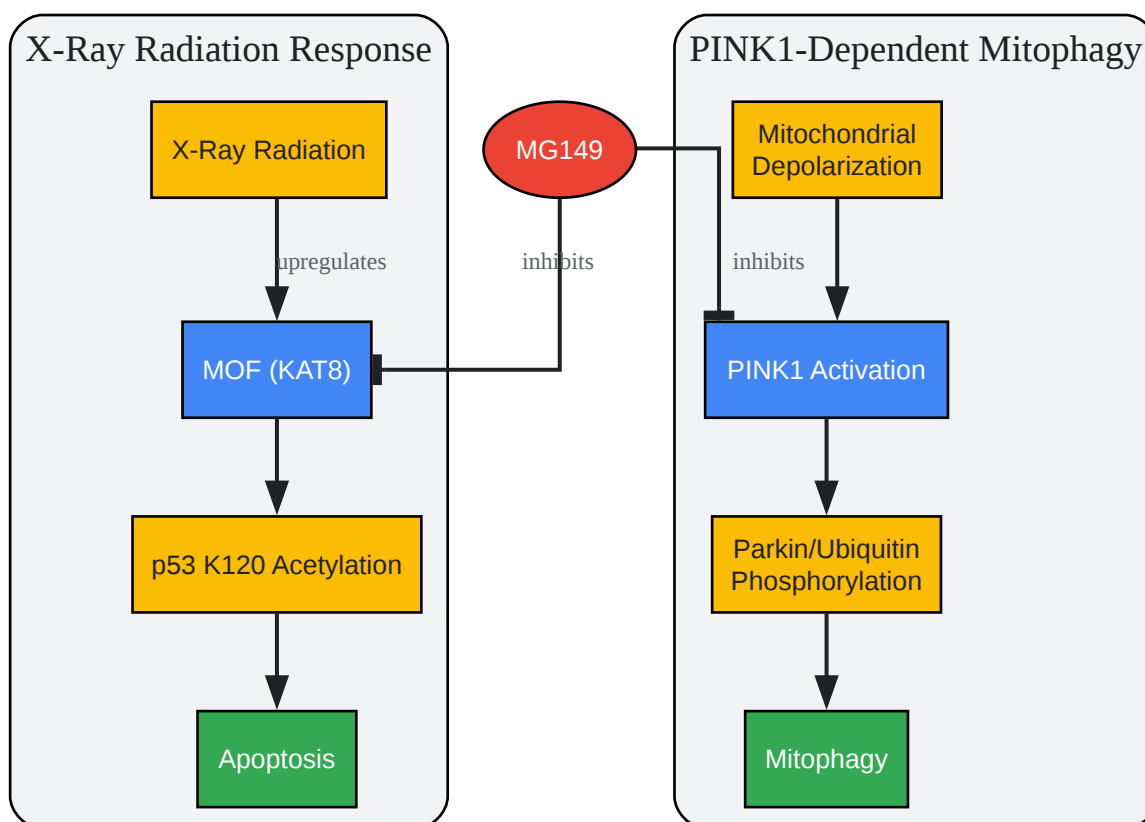 X-Ray Radiation Response
PINK1-Dependent Mitophagy
X-Ray Radiation
MG149
Mitochondrial
Depolarization
upregulates
inhibits
inhibits
MOF (KAT8)
PINK1 Activation
p53 K120 Acetylation
Parkin/Ubiquitin
Phosphorylation
Apoptosis
Mitophagy